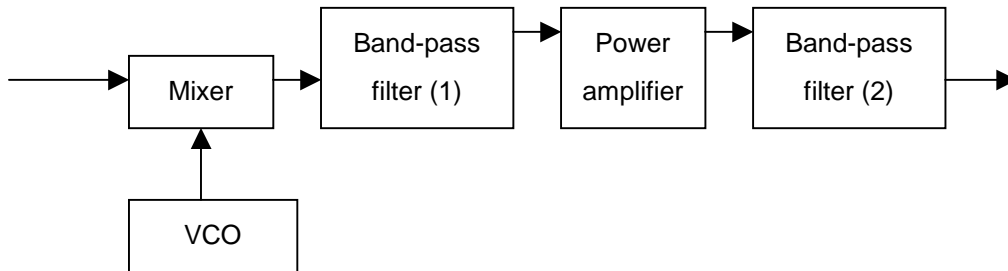 Band-pass
filter (1)
Power
amplifier
Band-pass
filter (2)
Mixer
VCO